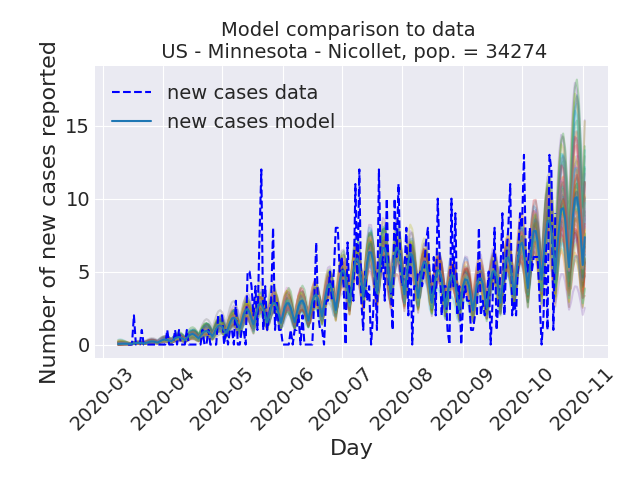 Model comparison to data
US - Minnesota - Nicollet, pop. = 34274
Number of new cases reported
new cases data
new cases model
15
10
5
0
2020-03
2020-04
2020-05
2020-06
2020-07
2020-08
2020-09
2020-10
2020-11
Day